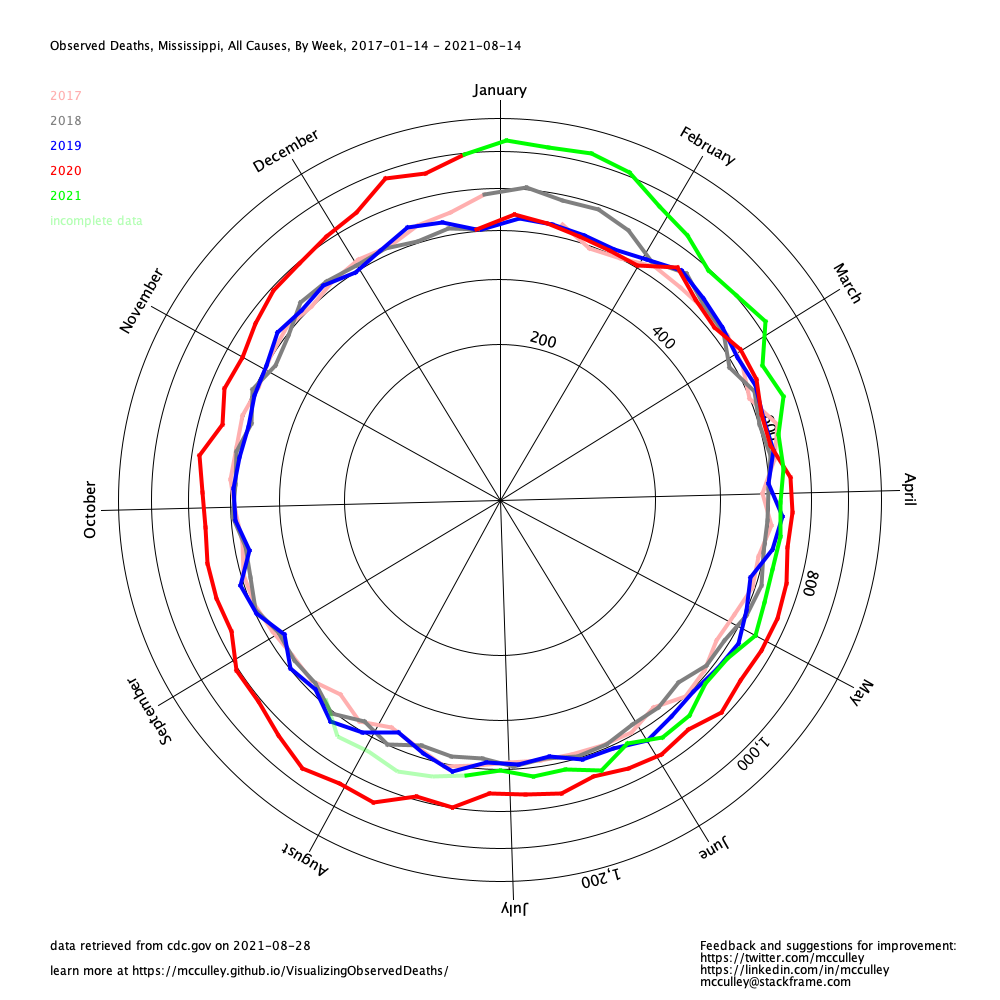 Observed Deaths, Mississippi, All Causes, By Week, 2017-01-14 - 2021-08-14
January
2017
2018
2019
2020
2021
incomplete data
December
February
November
March
200
400
October
April
800
September
May
1,000
August
June
1,200
July
data retrieved from cdc.gov on 2021-08-28
learn more at https://mcculley.github.io/VisualizingObservedDeaths/
Feedback and suggestions for improvement:
https://twitter.com/mcculley
https://linkedin.com/in/mcculley
mcculley@stackframe.com